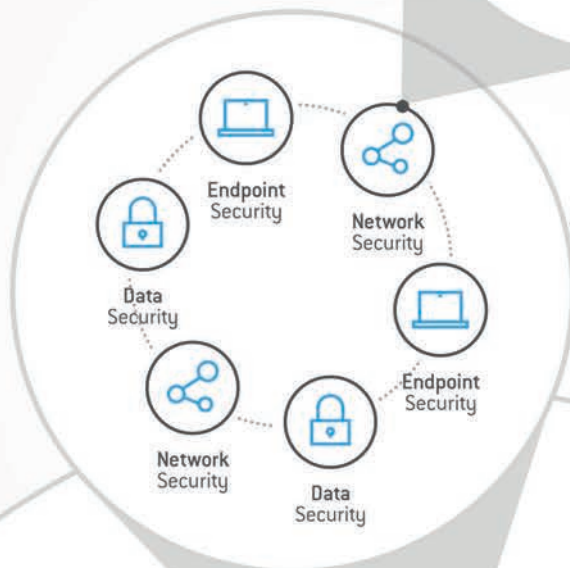 Endpoint
Security
Network
Security
Data
Security
Endpoint
Security
Network
Security
Data
Security